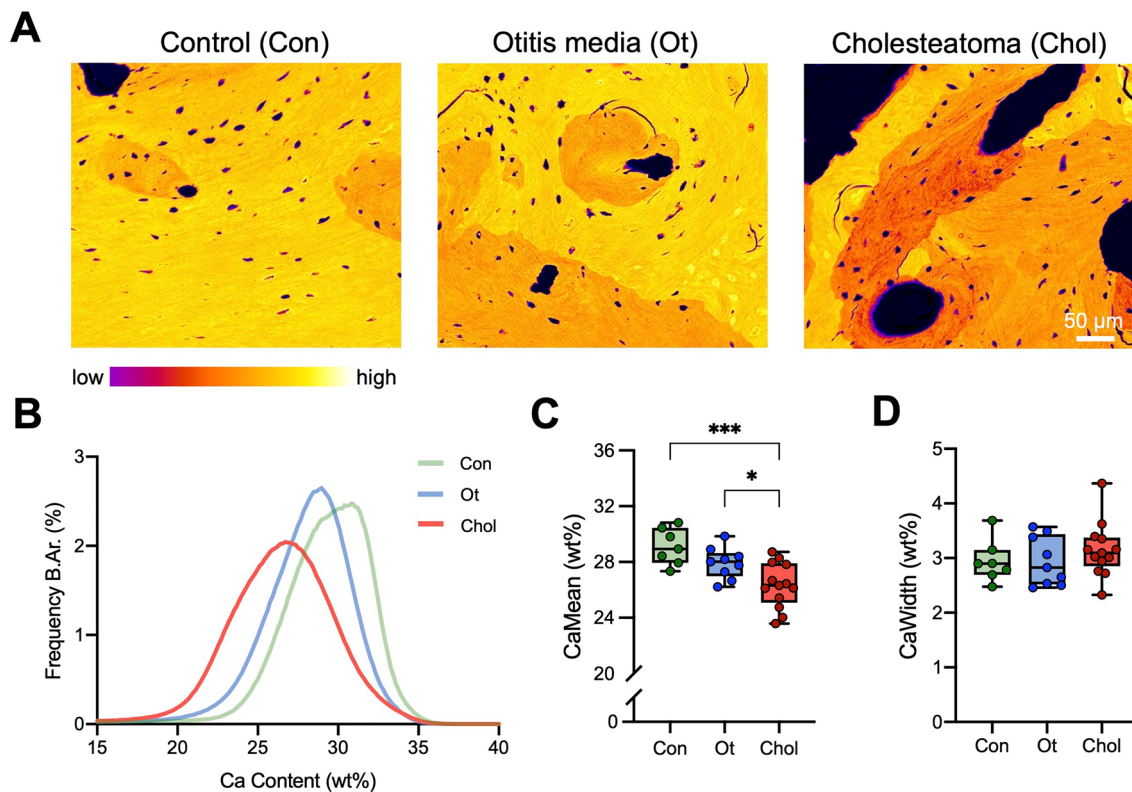 A
Control (Con)
Otitis media (Ot)
Cholesteatoma (Chol)
50 µm
low
high
B
3
2
1
0
Frequency B.Ar. (%)
15
20
25
30
35
40
Ca Content (wt%)
Con
Ot
Chol
C
***
*
36
32
28
24
20
0
CaMean (wt%)
Con
Ot
Chol
D
5
4
3
2
1
0
CaWidth (wt%)
Con
Ot
Chol